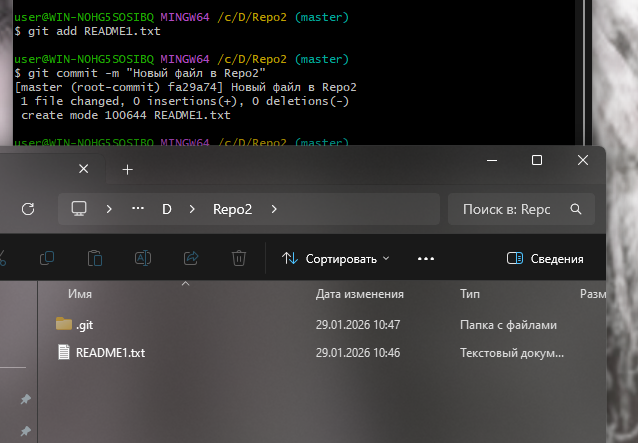 user@WIN-NOHG5SOSIBQ MINGW64 /c/D/Repo2 (master)
$ git add README1.txt
user@WIN-NOHG5SOSIBQ MINGW64 /c/D/Repo2 (master)
$ git commit -m "Новый файл в Repo2"
[master (root-commit) fa29a74] Новый файл в Repo2
1 file changed, 0 insertions(+), 0 deletions(-)
create mode 100644 README1.txt
user@WIN-NOHG5SOSIBQ MINGW64 /c/D/Repo2 (master)
D > Repo2 >
Поиск в: Repo
Сортировать
Сведения
Имя Дата изменения Тип Разм
.git 29.01.2026 10:47 Папка с файлами
README1.txt 29.01.2026 10:46 Текстовый докум...